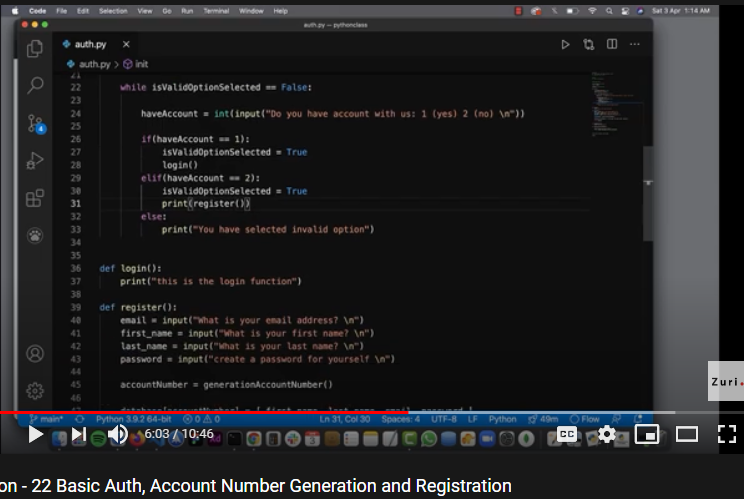 Code File Edit Selection View Go Run Terminal Window Help Sat 3 Apr 1:14 AM
auth.py — pythonclass
auth.py
auth.py > init
21
22 while isValidOptionSelected == False:
23
24 haveAccount = int(input("Do you have account with us: 1 (yes) 2 (no) \n"))
25
26 if(haveAccount == 1):
27 isValidOptionSelected = True
28 login()
29 elif(haveAccount == 2):
30 isValidOptionSelected = True
31 print(register())
32 else:
33 print("You have selected invalid option")
34
35
36 def login():
37 print("this is the login function")
38
39 def register():
40 email = input("What is your email address? \n")
41 first_name = input("What is your first name? \n")
42 last_name = input("What is your last name? \n")
43 password = input("create a password for yourself \n")
44
45 accountNumber = generationAccountNumber()
46
4
Zuri.
main* Python 3.9.2 64-bit 0 0 Ln 31, Col 30 Spaces: 4 UTF-8 LF Python 49m Flow
6:03 / 10:46 CC
on - 22 Basic Auth, Account Number Generation and Registration